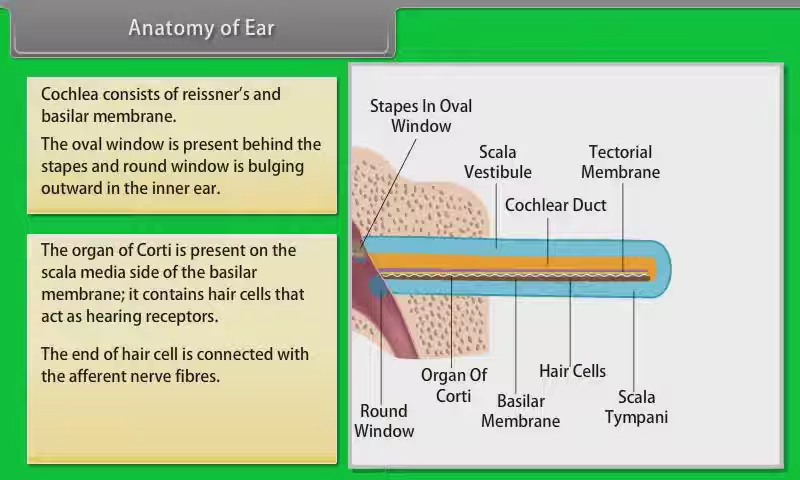 Anatomy of Ear
Cochlea consists of reissner's and
basilar membrane.
The oval window is present behind the
stapes and round window is bulging
outward in the inner ear.
The organ of Corti is present on the
scala media side of the basilar
membrane; it contains hair cells that
act as hearing receptors.
The end of hair cell is connected with
the afferent nerve fibres.
Stapes In Oval
Window
Scala
Vestibule
Tectorial
Membrane
Cochlear Duct
Organ Of
Corti
Hair Cells
Basilar
Membrane
Scala
Tympani
Round
Window